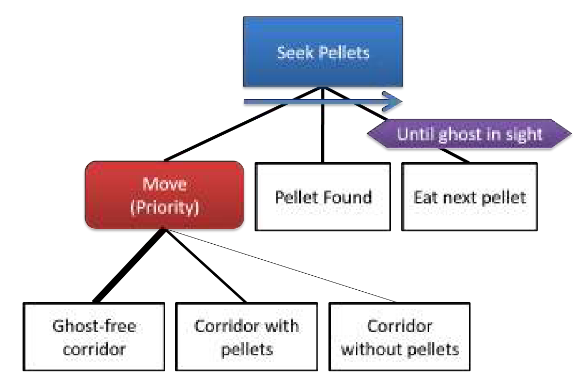 Seek Pellets
Until ghost in sight
Move
(Priority)
Pellet Found
Eat next pellet
Ghost-free
corridor
Corridor with
pellets
Corridor
without pellets